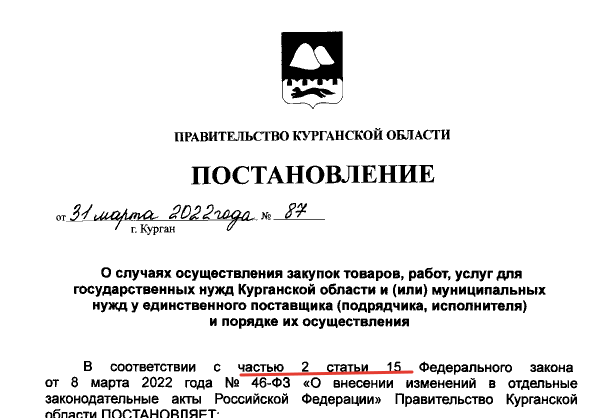 ПРАВИТЕЛЬСТВО КУРГАНСКОЙ ОБЛАСТИ
ПОСТАНОВЛЕНИЕ
от 31 марта 2022 года № 87
г. Курган
О случаях осуществления закупок товаров, работ, услуг для
государственных нужд Курганской области и (или) муниципальных
нужд у единственного поставщика (подрядчика, исполнителя)
и порядке их осуществления
В соответствии с частью 2 статьи 15 Федерального закона
от 8 марта 2022 года № 46-ФЗ «О внесении изменений в отдельные
законодательные акты Российской Федерации» Правительство Курганской
области ПОСТАНОВЛЯЕТ: